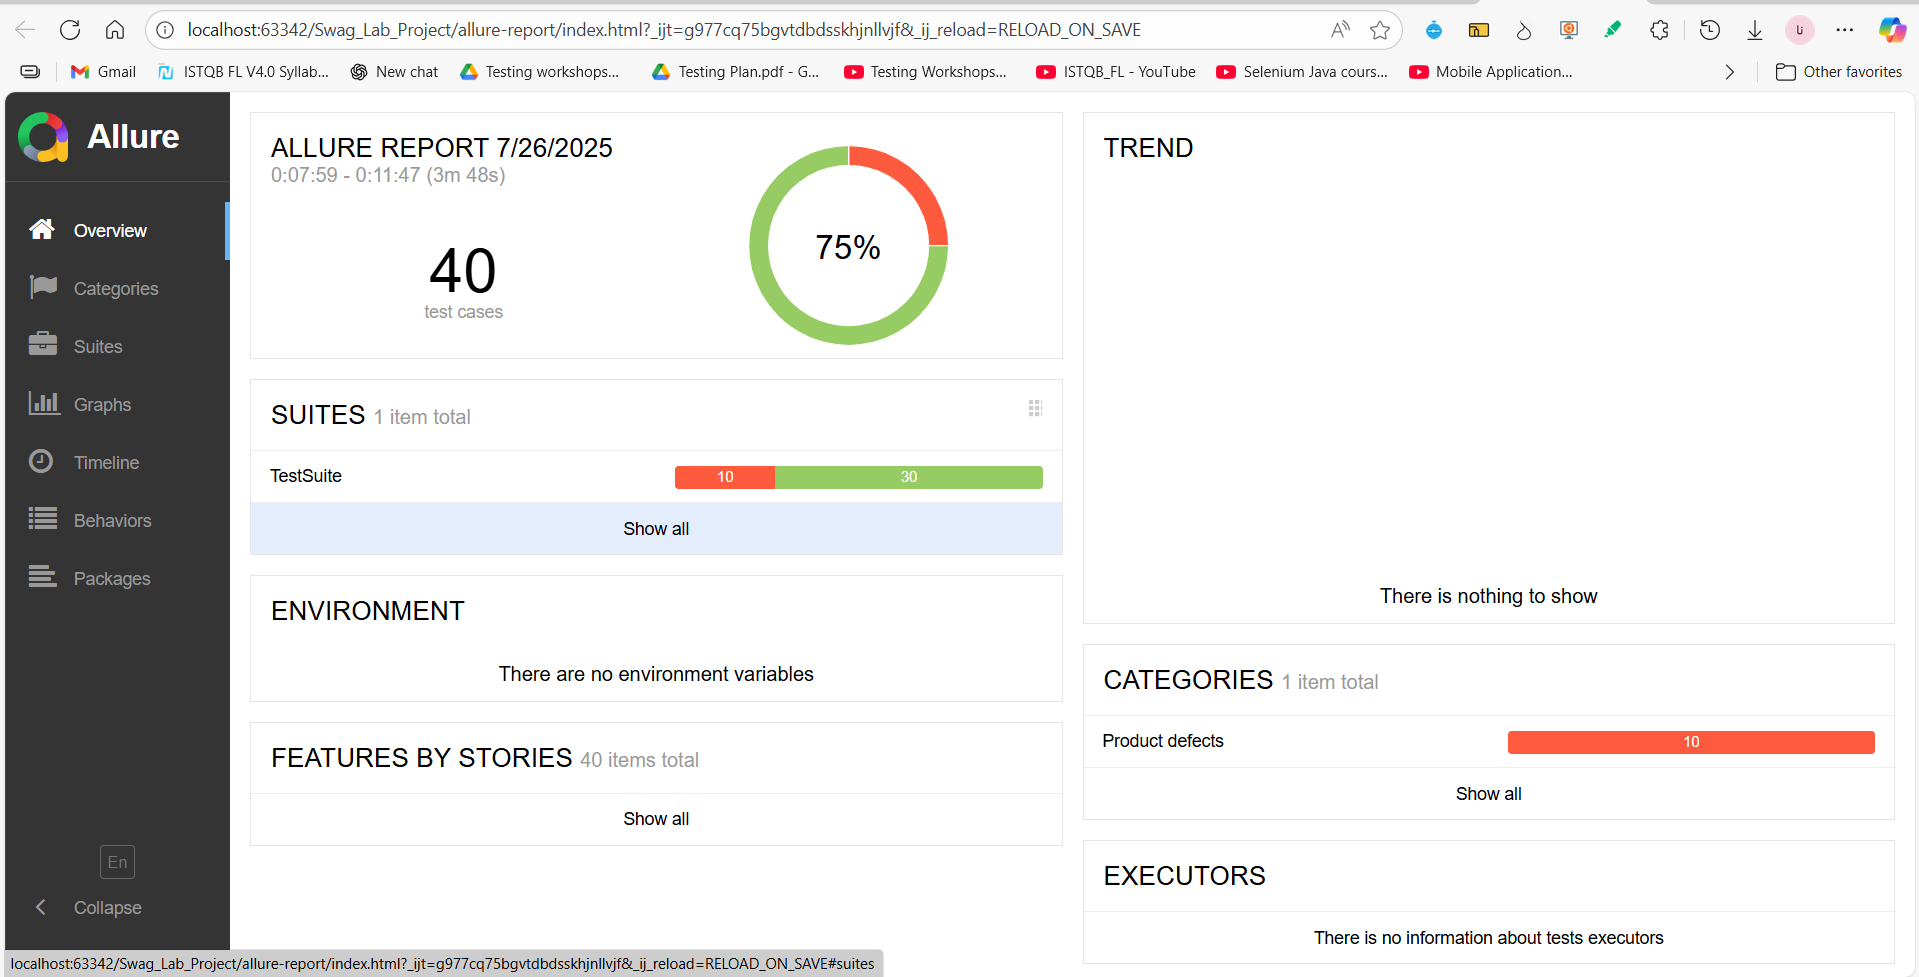 localhost:63342/Swag_Lab_Project/allure-report/index.html?_ijt=g977cq75bgvtdbdsskhjnllvjf&_ij_reload=RELOAD_ON_SAVE
Gmail
ISTQB FL V4.0 Syllab...
New chat
Testing workshops...
Testing Plan.pdf - G...
Testing Workshops...
ISTQB_FL - YouTube
Selenium Java cours...
Mobile Application...
Other favorites
Allure
Overview
Categories
Suites
Graphs
Timeline
Behaviors
Packages
En
Collapse
ALLURE REPORT 7/26/2025
0:07:59 - 0:11:47 (3m 48s)
40
test cases
75%
SUITES 1 item total
TestSuite
10
30
Show all
ENVIRONMENT
There are no environment variables
FEATURES BY STORIES 40 items total
Show all
TREND
There is nothing to show
CATEGORIES 1 item total
Product defects
10
Show all
EXECUTORS
There is no information about tests executors
localhost:63342/Swag_Lab_Project/allure-report/index.html?_ijt=g977cq75bgvtdbdsskhjnllvjf&_ij_reload=RELOAD_ON_SAVE#suites